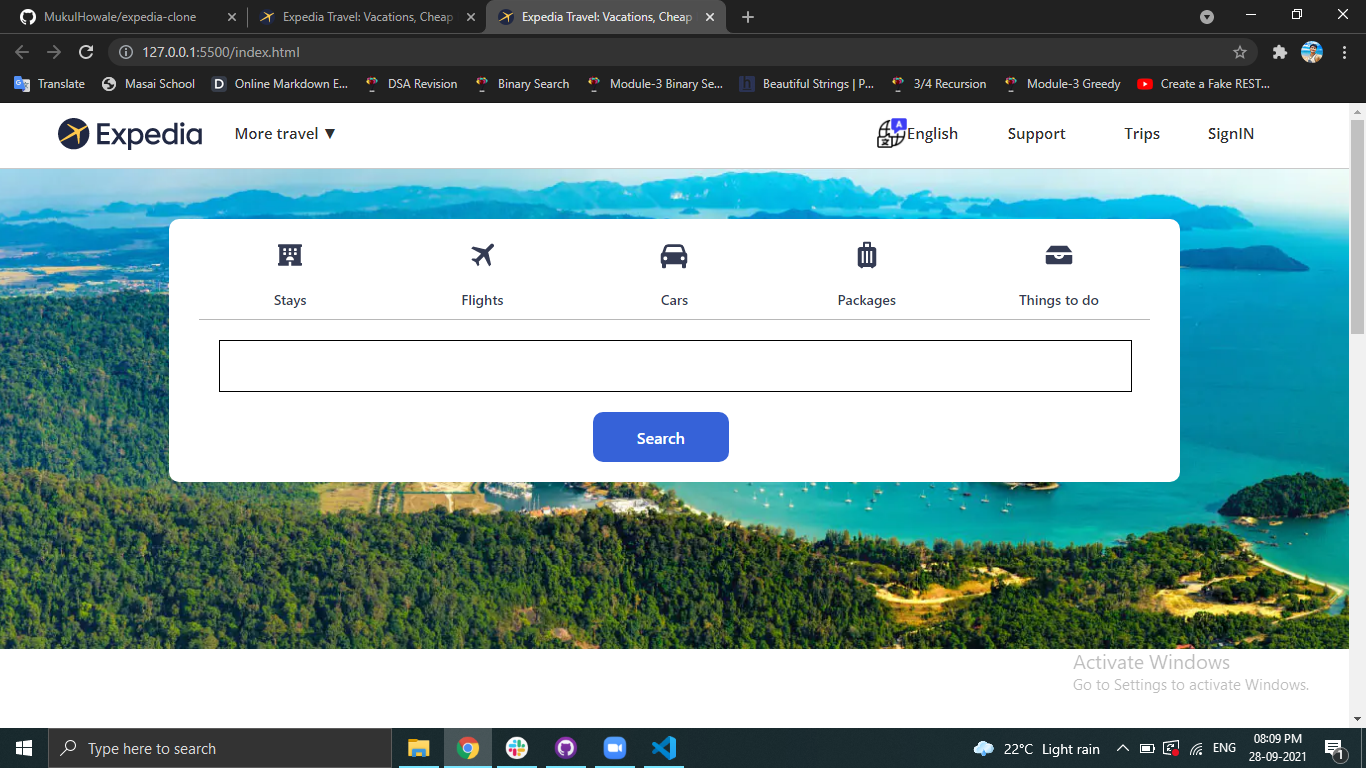 MukulHowale/expedia-clone
Expedia Travel: Vacations, Cheap
Expedia Travel: Vacations, Cheap
127.0.0.1:5500/index.html
Translate
Masai School
Online Markdown E...
DSA Revision
Binary Search
Module-3 Binary Se...
Beautiful Strings | P...
3/4 Recursion
Module-3 Greedy
Create a Fake REST...
Expedia
More travel ▼
English
Support
Trips
SignIN
Stays
Flights
Cars
Packages
Things to do
Search
Activate Windows
Go to Settings to activate Windows.
Type here to search
22°C Light rain
ENG
08:09 PM
28-09-2021
1